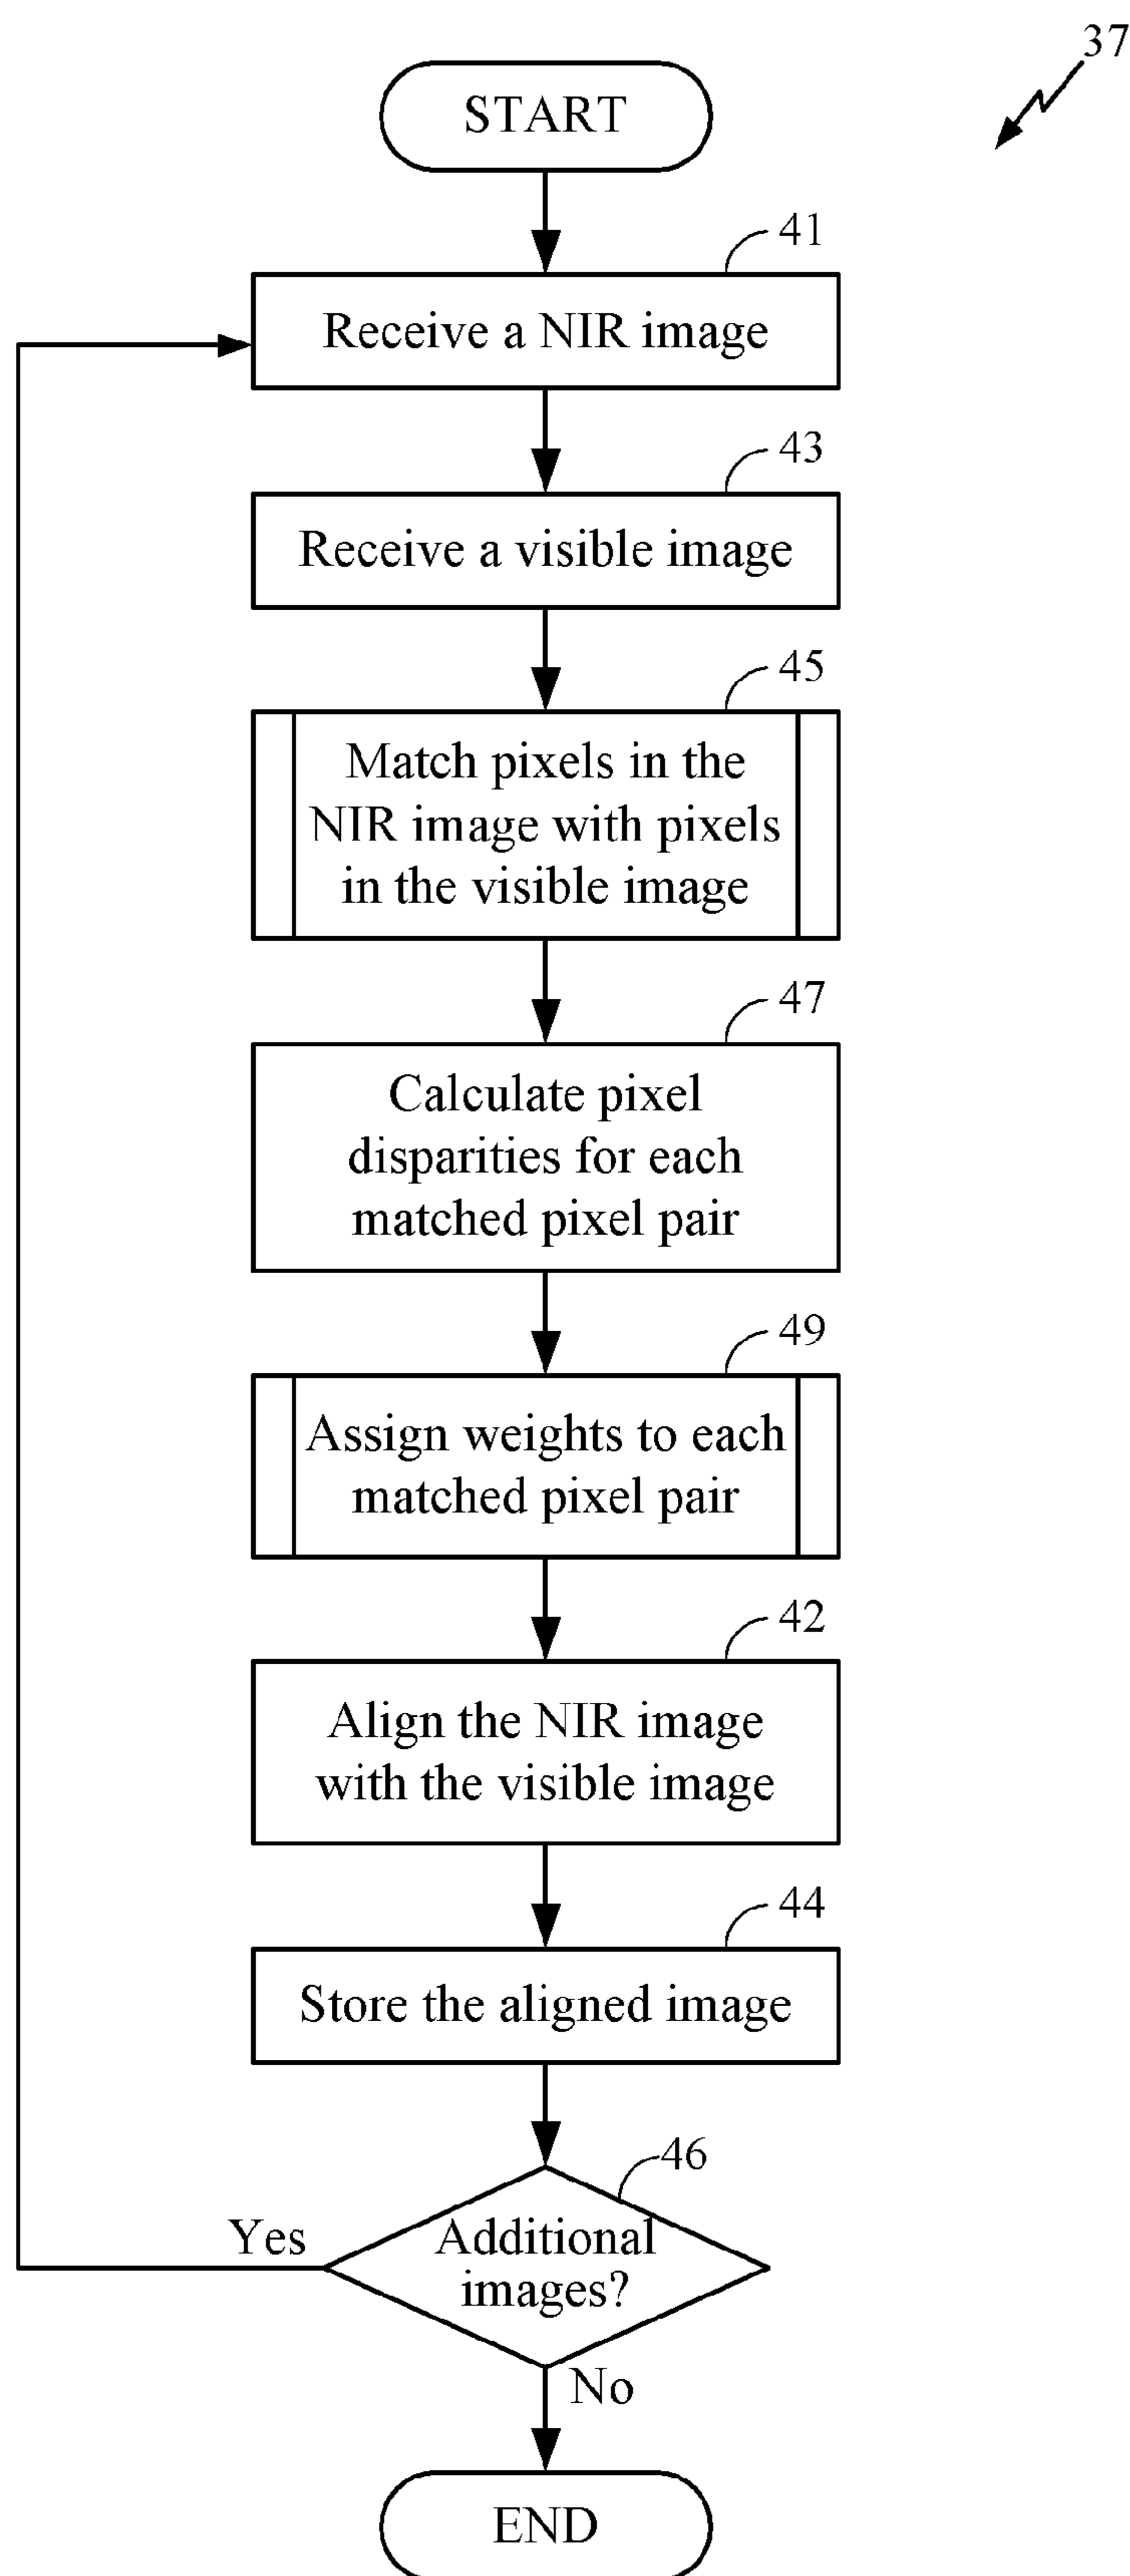 37
START
41
Receive a NIR image
43
Receive a visible image
45
Match pixels in the
NIR image with pixels
in the visible image
47
Calculate pixel
disparities for each
matched pixel pair
49
Assign weights to each
matched pixel pair
42
Align the NIR image
with the visible image
44
Store the aligned image
46
Additional
images?
Yes
No
END